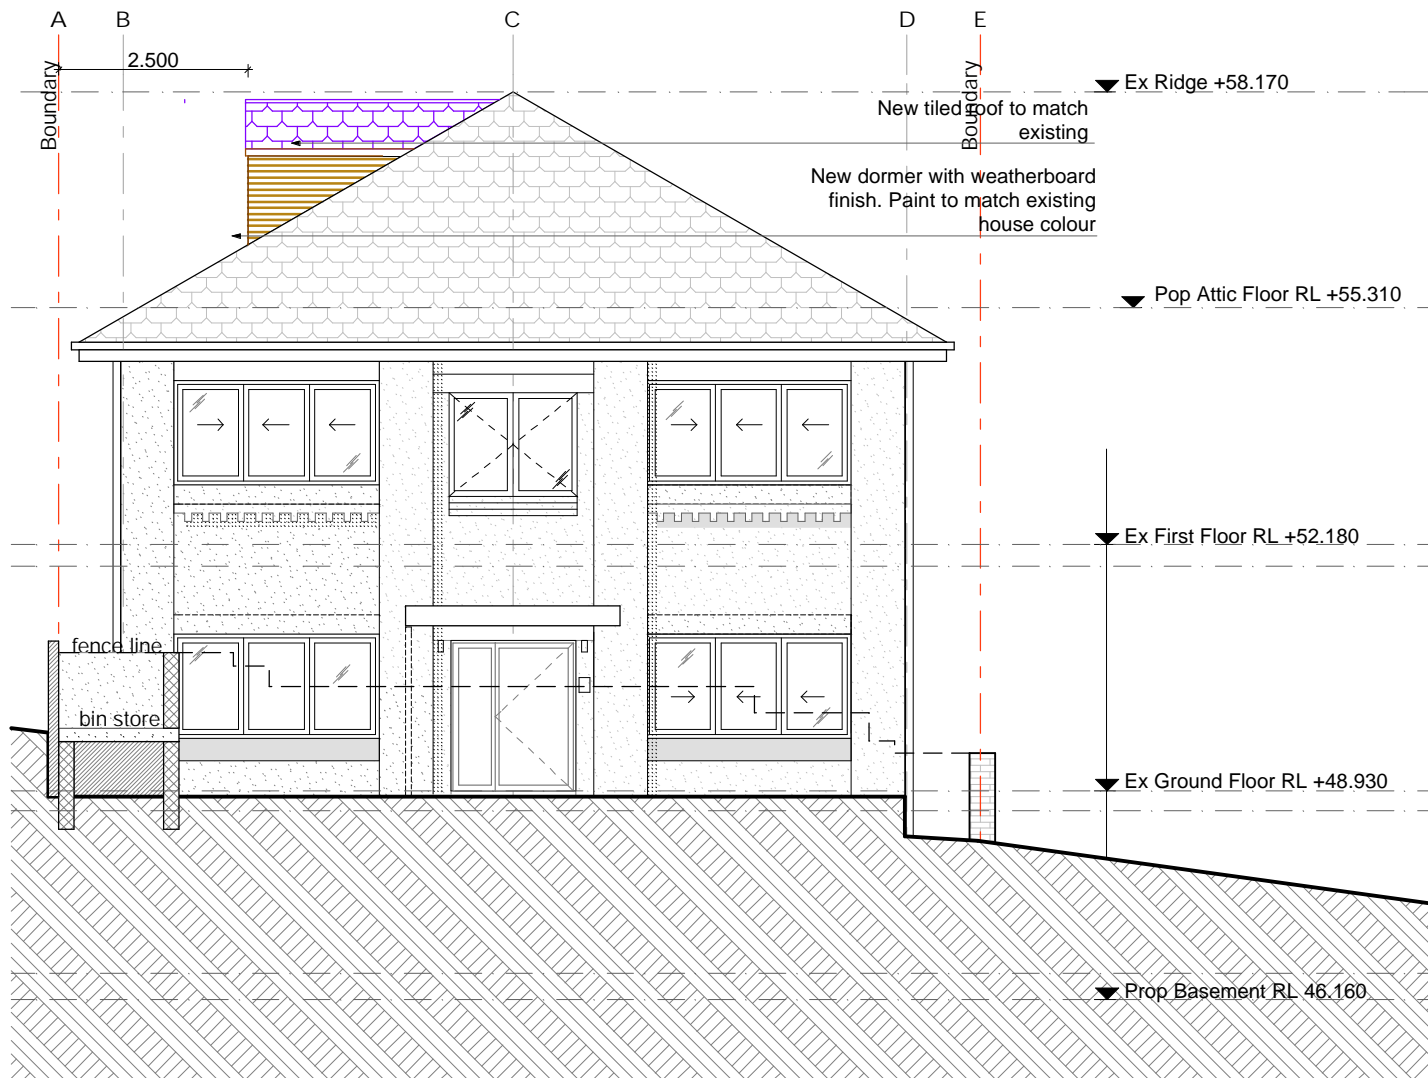 A B C D E
2.500
Boundary
Boundary
Ex Ridge +58.170
New tiled roof to match
existing
New dormer with weatherboard
finish. Paint to match existing
house colour
Pop Attic Floor RL +55.310
Ex First Floor RL +52.180
fence line
bin store
Ex Ground Floor RL +48.930
Prop Basement RL 46.160